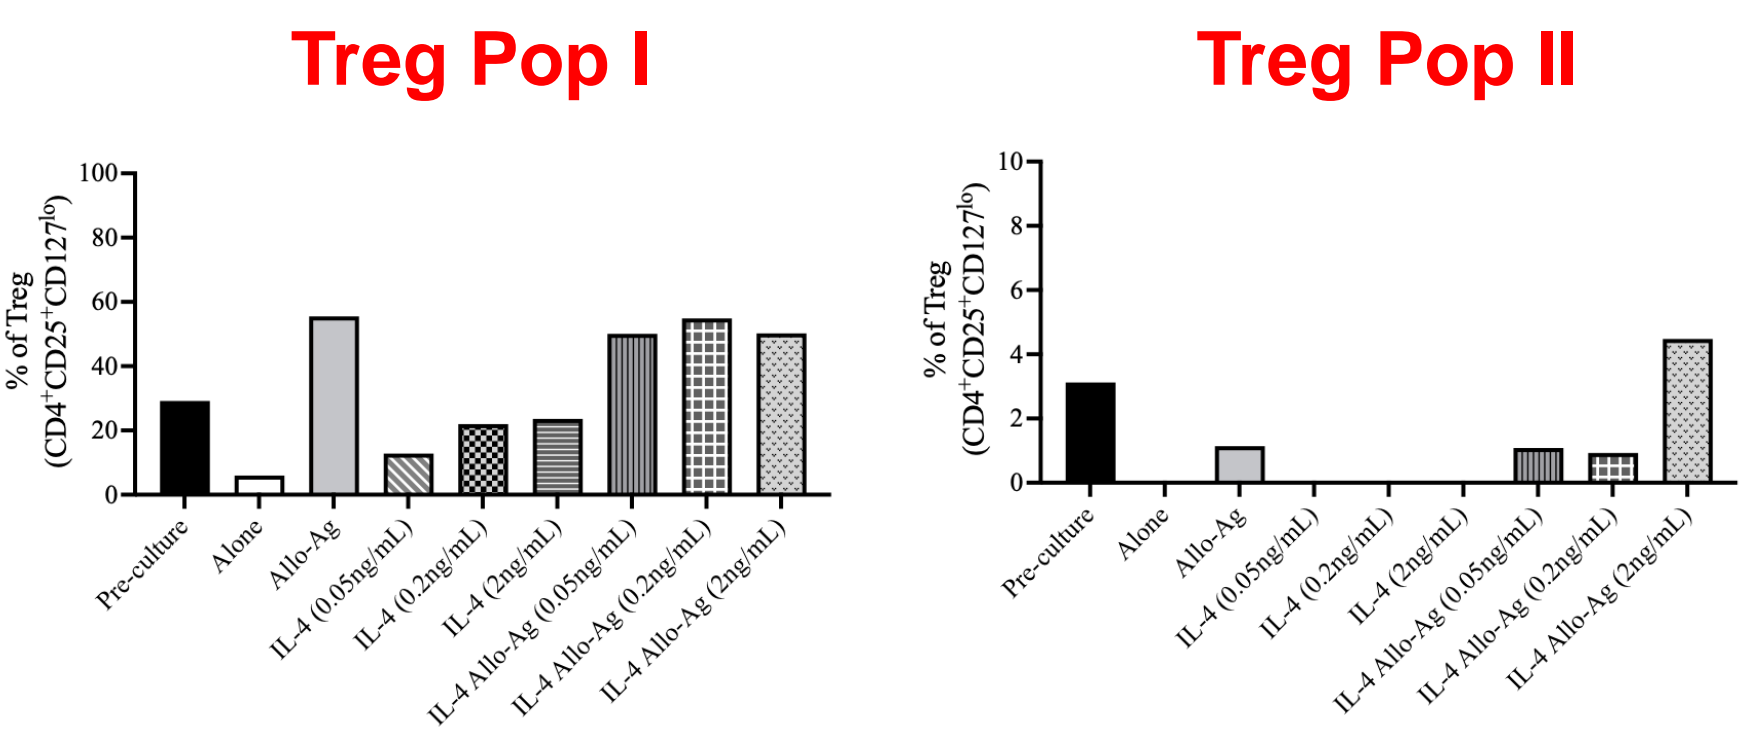 Treg Pop I
% of Treg
(CD4⁺CD25⁺CD127ˡᵒ)
100
80
60
40
20
0
Pre-culture
Alone
Allo-Ag
IL-4 (0.05ng/mL)
IL-4 (0.2ng/mL)
IL-4 (2ng/mL)
IL-4 Allo-Ag (0.05ng/mL)
IL-4 Allo-Ag (0.2ng/mL)
IL-4 Allo-Ag (2ng/mL)
Treg Pop II
% of Treg
(CD4⁺CD25⁺CD127ˡᵒ)
10
8
6
4
2
0
Pre-culture
Alone
Allo-Ag
IL-4 (0.05ng/mL)
IL-4 (0.2ng/mL)
IL-4 (2ng/mL)
IL-4 Allo-Ag (0.05ng/mL)
IL-4 Allo-Ag (0.2ng/mL)
IL-4 Allo-Ag (2ng/mL)